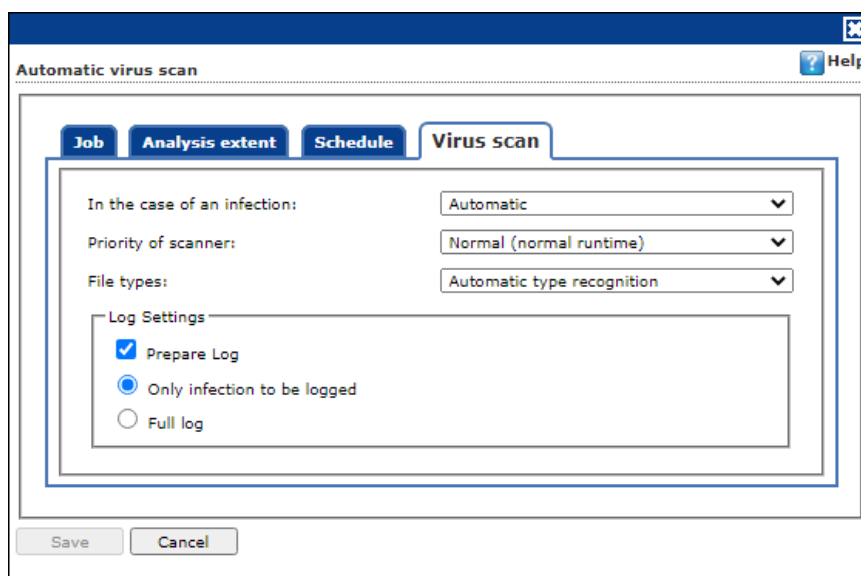 Automatic virus scan
? Help
Job Analysis extent Schedule Virus scan
In the case of an infection: Automatic
Priority of scanner: Normal (normal runtime)
File types: Automatic type recognition
Log Settings
Prepare Log
Only infection to be logged
Full log
Save Cancel